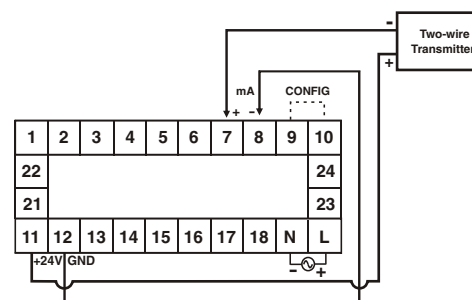 -
Two-wire
Transmitter
+
mA
CONFIG
+
-
1 2 3 4 5 6 7 8 9 10
22 24
21 23
11 12 13 14 15 16 17 18 N L
+24V GND
- +